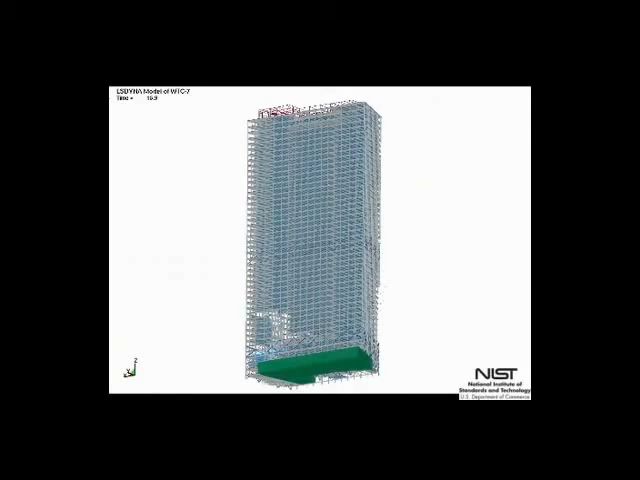 LSDYNA Model of WTC-7
Time =
Z
NIST
National Institute of
Standards and Technology
U.S. Department of Commerce